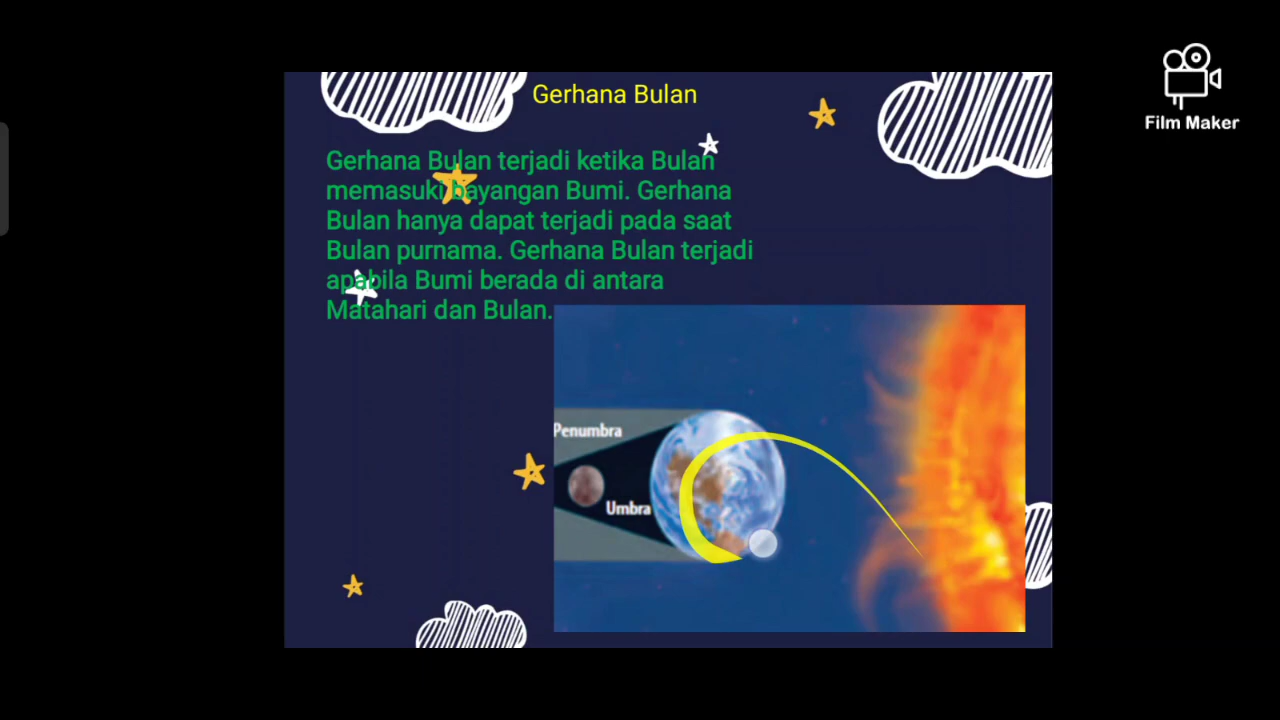 Gerhana Bulan
Film Maker
Gerhana Bulan terjadi ketika Bulan
memasuki bayangan Bumi. Gerhana
Bulan hanya dapat terjadi pada saat
Bulan purnama. Gerhana Bulan terjadi
apabila Bumi berada di antara
Matahari dan Bulan.
Penumbra
Umbra